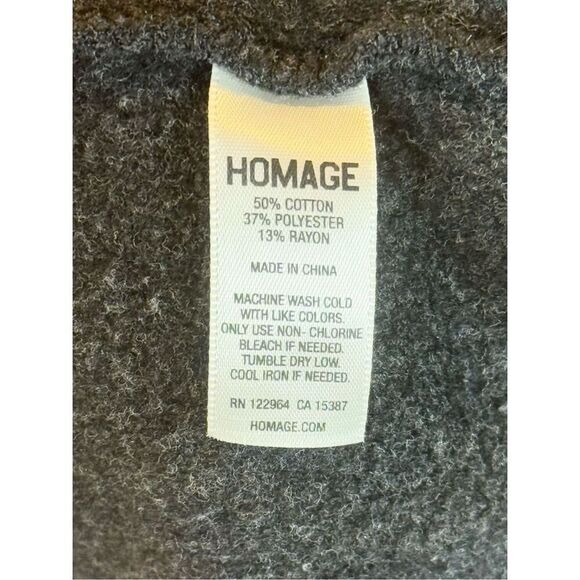 HOMAGE
50% COTTON
37% POLYESTER
13% RAYON
MADE IN CHINA
MACHINE WASH COLD
WITH LIKE COLORS.
ONLY USE NON- CHLORINE
BLEACH IF NEEDED.
TUMBLE DRY LOW.
COOL IRON IF NEEDED.
RN 122964 CA 15387
HOMAGE.COM